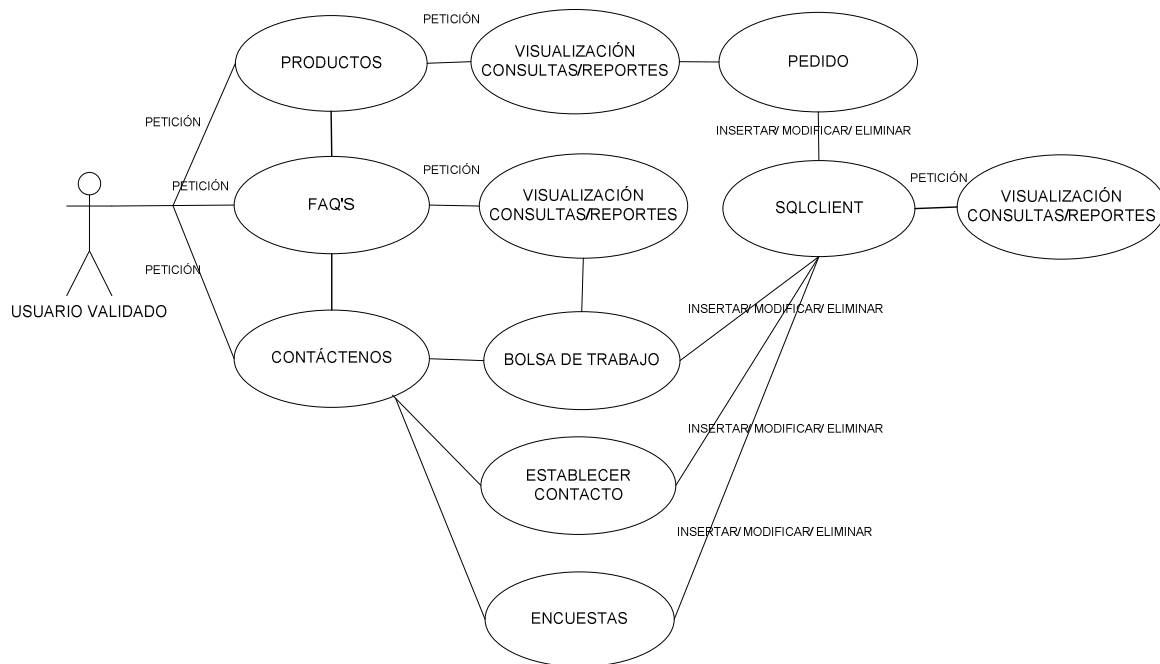 PETICIÓN
PRODUCTOS
VISUALIZACIÓN
CONSULTAS/REPORTES
PEDIDO
PETICIÓN
INSERTAR/ MODIFICAR/ ELIMINAR
PETICIÓN
FAQ'S
PETICIÓN
VISUALIZACIÓN
CONSULTAS/REPORTES
SQLCLIENT
PETICIÓN
VISUALIZACIÓN
CONSULTAS/REPORTES
PETICIÓN
USUARIO VALIDADO
INSERTAR/ MODIFICAR/ ELIMINAR
CONTÁCTENOS
BOLSA DE TRABAJO
INSERTAR/ MODIFICAR/ ELIMINAR
ESTABLECER
CONTACTO
INSERTAR/ MODIFICAR/ ELIMINAR
ENCUESTAS